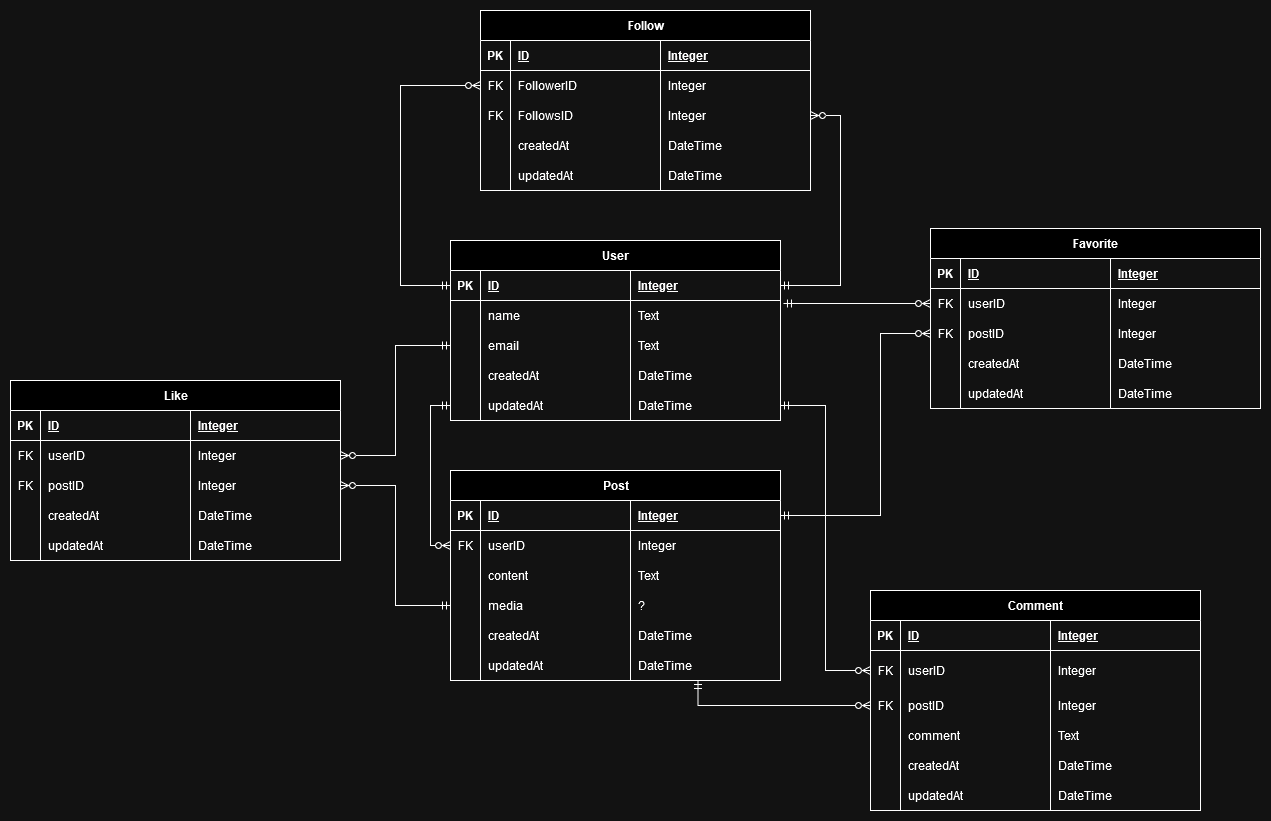 Follow
PK ID Integer
FK FollowerID Integer
FK FollowsID Integer
createdAt DateTime
updatedAt DateTime
User
PK ID Integer
name Text
email Text
createdAt DateTime
updatedAt DateTime
Favorite
PK ID Integer
FK userID Integer
FK postID Integer
createdAt DateTime
updatedAt DateTime
Like
PK ID Integer
FK userID Integer
FK postID Integer
createdAt DateTime
updatedAt DateTime
Post
PK ID Integer
FK userID Integer
content Text
media ?
createdAt DateTime
updatedAt DateTime
Comment
PK ID Integer
FK userID Integer
FK postID Integer
comment Text
createdAt DateTime
updatedAt DateTime